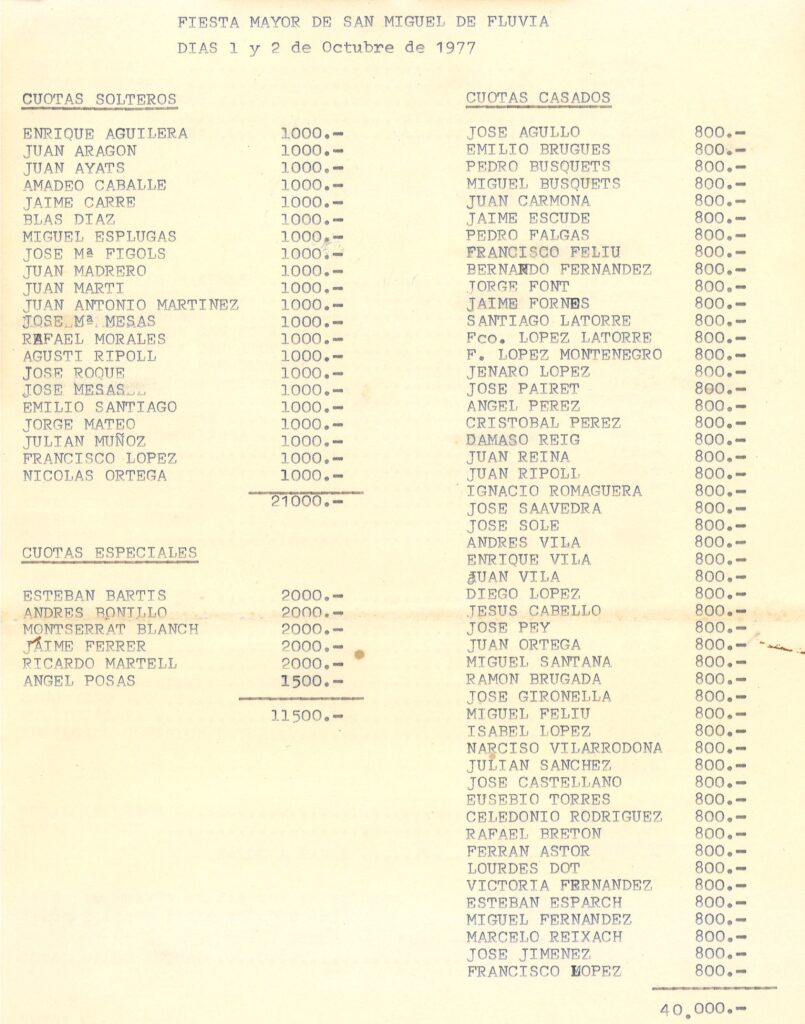 FIESTA MAYOR DE SAN MIGUEL DE FLUVIA
DIAS 1 y 2 de Octubre de 1977
CUOTAS SOLTEROS
ENRIQUE AGUILERA 1000.-
JUAN ARAGON 1000.-
JUAN AYATS 1000.-
AMADEO CABALLE 1000.-
JAIME CARRE 1000.-
BLAS DIAZ 1000.-
MIGUEL ESPLUGAS 1000.-
JOSE Mª FIGOLS 1000.-
JUAN MADRERO 1000.-
JUAN MARTI 1000.-
JUAN ANTONIO MARTINEZ 1000.-
JOSE Mª MESAS 1000.-
RAFAEL MORALES 1000.-
AGUSTI RIPOLL 1000.-
JOSE ROQUE 1000.-
JOSE MESAS 1000.-
EMILIO SANTIAGO 1000.-
JORGE MATEO 1000.-
JULIAN MUÑOZ 1000.-
FRANCISCO LOPEZ 1000.-
NICOLAS ORTEGA 1000.-
21000.-
CUOTAS ESPECIALES
ESTEBAN BARTIS 2000.-
ANDRES BONILLO 2000.-
MONTSERRAT BLANCH 2000.-
JAIME FERRER 2000.-
RICARDO MARTELL 2000.-
ANGEL POSAS 1500.-
11500.-
CUOTAS CASADOS
JOSE AGULLO 800.-
EMILIO BRUGUES 800.-
PEDRO BUSQUETS 800.-
MIGUEL BUSQUETS 800.-
JUAN CARMONA 800.-
JAIME ESCUDE 800.-
PEDRO FALGAS 800.-
FRANCISCO FELIU 800.-
BERNARDO FERNANDEZ 800.-
JORGE FONT 800.-
JAIME FORNES 800.-
SANTIAGO LATORRE 800.-
Fco. LOPEZ LATORRE 800.-
F. LOPEZ MONTENEGRO 800.-
JENARO LOPEZ 800.-
JOSE PAIRET 800.-
ANGEL PEREZ 800.-
CRISTOBAL PEREZ 800.-
DAMASO REIG 800.-
JUAN REINA 800.-
JUAN RIPOLL 800.-
IGNACIO ROMAGUERA 800.-
JOSE SAAVEDRA 800.-
JOSE SOLE 800.-
ANDRES VILA 800.-
ENRIQUE VILA 800.-
JUAN VILA 800.-
DIEGO LOPEZ 800.-
JESUS CABELLO 800.-
JOSE PEY 800.-
JUAN ORTEGA 800.-
MIGUEL SANTANA 800.-
RAMON BRUGADA 800.-
JOSE GIRONELLA 800.-
MIGUEL FELIU 800.-
ISABEL LOPEZ 800.-
NARCISO VILARRODONA 800.-
JULIAN SANCHEZ 800.-
JOSE CASTELLANO 800.-
EUSEBIO TORRES 800.-
CELEDONIO RODRIGUEZ 800.-
RAFAEL BRETON 800.-
FERRAN ASTOR 800.-
LOURDES DOT 800.-
VICTORIA FERNANDEZ 800.-
ESTEBAN ESPARCH 800.-
MIGUEL FERNANDEZ 800.-
MARCELO REIXACH 800.-
JOSE JIMENEZ 800.-
FRANCISCO LOPEZ 800.-
40,000.-